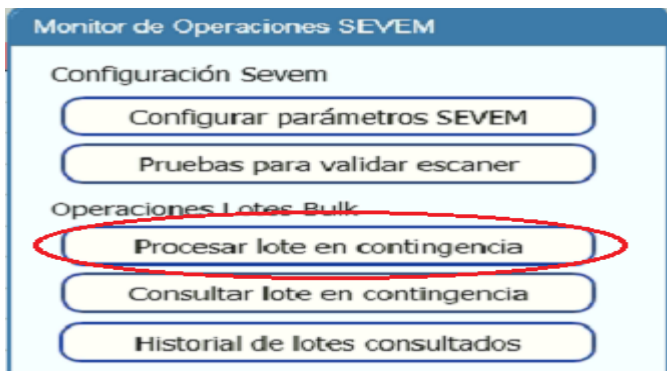 Monitor de Operaciones SEVEM
Configuración Sevem
Configurar parámetros SEVEM
Pruebas para validar escaner
Operaciones Lotes Bulk
Procesar lote en contingencia
Consultar lote en contingencia
Historial de lotes consultados